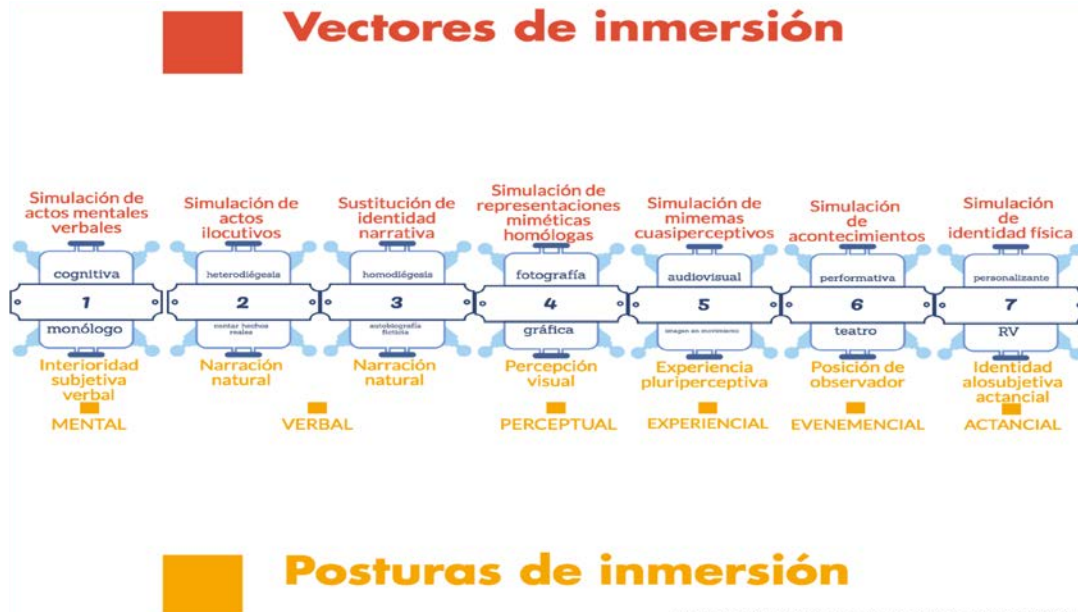 Vectores de inmersión
Simulación de
actos mentales
verbales
Simulación de
actos
ilocutivos
Sustitución de
identidad
narrativa
Simulación de
representaciones
miméticas
homólogas
Simulación de
mimemas
cuasiperceptivos
Simulación
de
acontecimientos
Simulación
de
identidad física
cognitiva
1
monólogo
heterodiégesis
2
contar hechos
reales
homodiégesis
3
autobiografía
ficticia
fotografía
4
gráfica
audiovisual
5
imagen en movimiento
performativa
6
teatro
personalizante
7
RV
Interioridad
subjetiva
verbal
Narración
natural
Narración
natural
Percepción
visual
Experiencia
pluriperceptiva
Posición de
observador
Identidad
alosubjetiva
actancial
MENTAL
VERBAL
PERCEPTUAL
EXPERIENCIAL
EVENEMENCIAL
ACTANCIAL
Posturas de inmersión